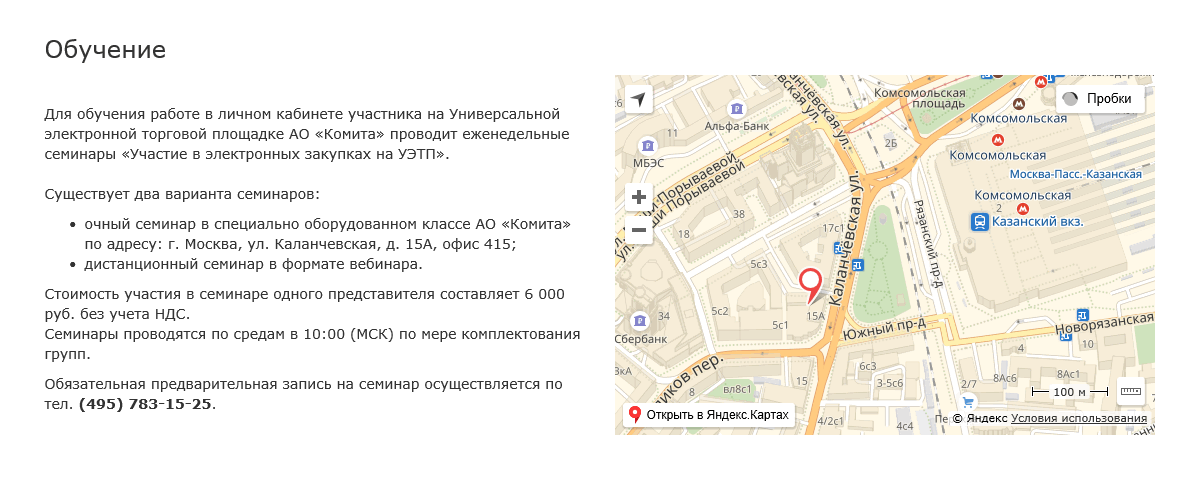 Обучение
Для обучения работе в личном кабинете участника на Универсальной
электронной торговой площадке АО «Комита» проводит еженедельные
семинары «Участие в электронных закупках на УЭТП».
Существует два варианта семинаров:
• очный семинар в специально оборудованном классе АО «Комита»
по адресу: г. Москва, ул. Каланчевская, д. 15А, офис 415;
• дистанционный семинар в формате вебинара.
Стоимость участия в семинаре одного представителя составляет 6 000
руб. без учета НДС.
Семинары проводятся по средам в 10:00 (МСК) по мере комплектования
групп.
Обязательная предварительная запись на семинар осуществляется по
тел. (495) 783-15-25.
Комсомольская
площадь
Пробки
Альфа-Банк
11
Комсомольская
МБЭС
2Б
Комсомольская
Москва-Пасс.-Казанская
Комсомольская
2
Казанский вкз.
38
18
17с1
Каланчёвская ул.
Рязанский пр-д
5с3
5с2
5с1
15А
Сбербанк
Южный пр-д
Новорязанская
10
вл8с1
6с2
3-5с6
2/7
8Ас6
8Ас1
4с4
100 м
Открыть в Яндекс.Картах
© Яндекс Условия использования